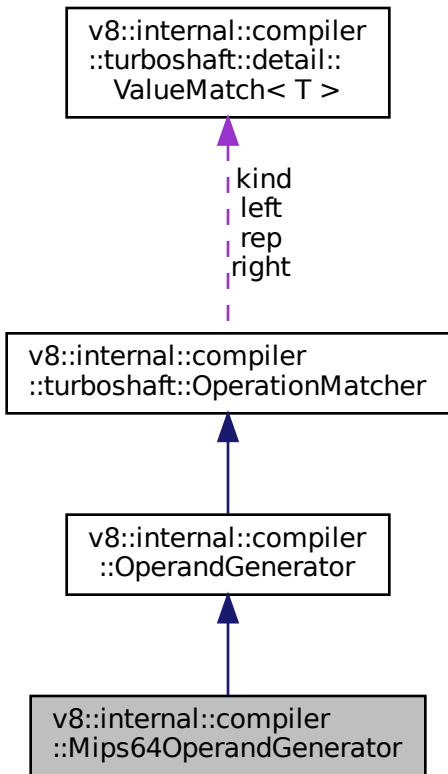 v8::internal::compiler
::turboshaft::detail::
ValueMatch< T >
kind
left
rep
right
v8::internal::compiler
::turboshaft::OperationMatcher
v8::internal::compiler
::OperandGenerator
v8::internal::compiler
::Mips64OperandGenerator